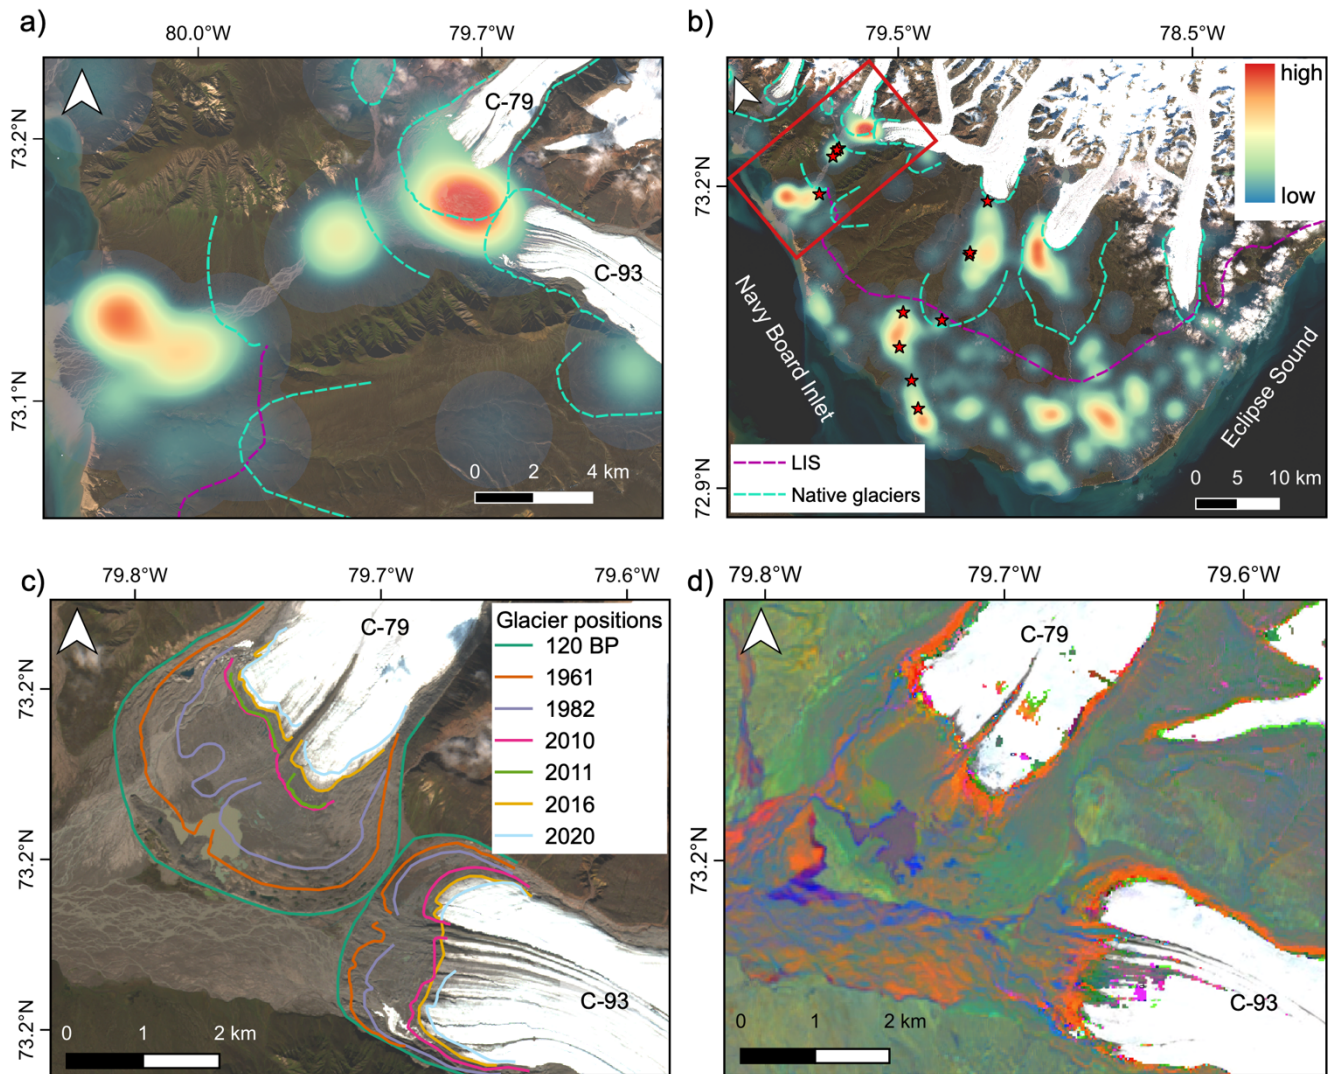 a)
80.0°W
79.7°W
73.2°N
73.1°N
C-79
C-93
0 2 4 km
b)
79.5°W
78.5°W
73.2°N
72.9°N
high
low
Navy Board Inlet
Eclipse Sound
LIS
Native glaciers
0 5 10 km
c)
79.8°W
79.7°W
79.6°W
73.2°N
73.2°N
73.2°N
C-79
C-93
Glacier positions
120 BP
1961
1982
2010
2011
2016
2020
0 1 2 km
d)
79.8°W
79.7°W
79.6°W
73.2°N
C-79
C-93
0 1 2 km